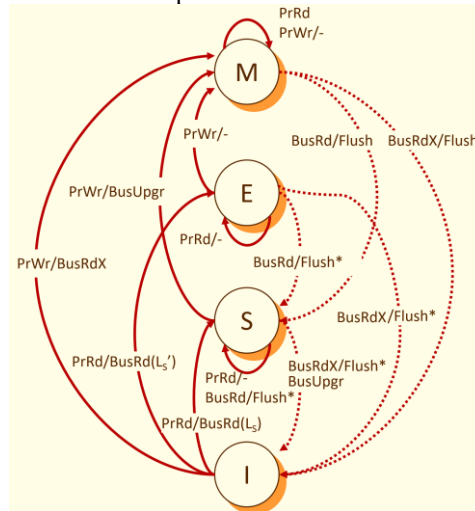 PrRd
PrWr/-
M
BusRd/Flush
BusRdX/Flush
PrWr/-
PrWr/BusUpgr
E
PrRd/-
BusRd/Flush*
PrWr/BusRdX
S
BusRdX/Flush*
PrRd/BusRd(Lₛ')
PrRd/-
BusRd/Flush*
BusRdX/Flush*
BusUpgr
PrRd/BusRd(Lₛ)
I